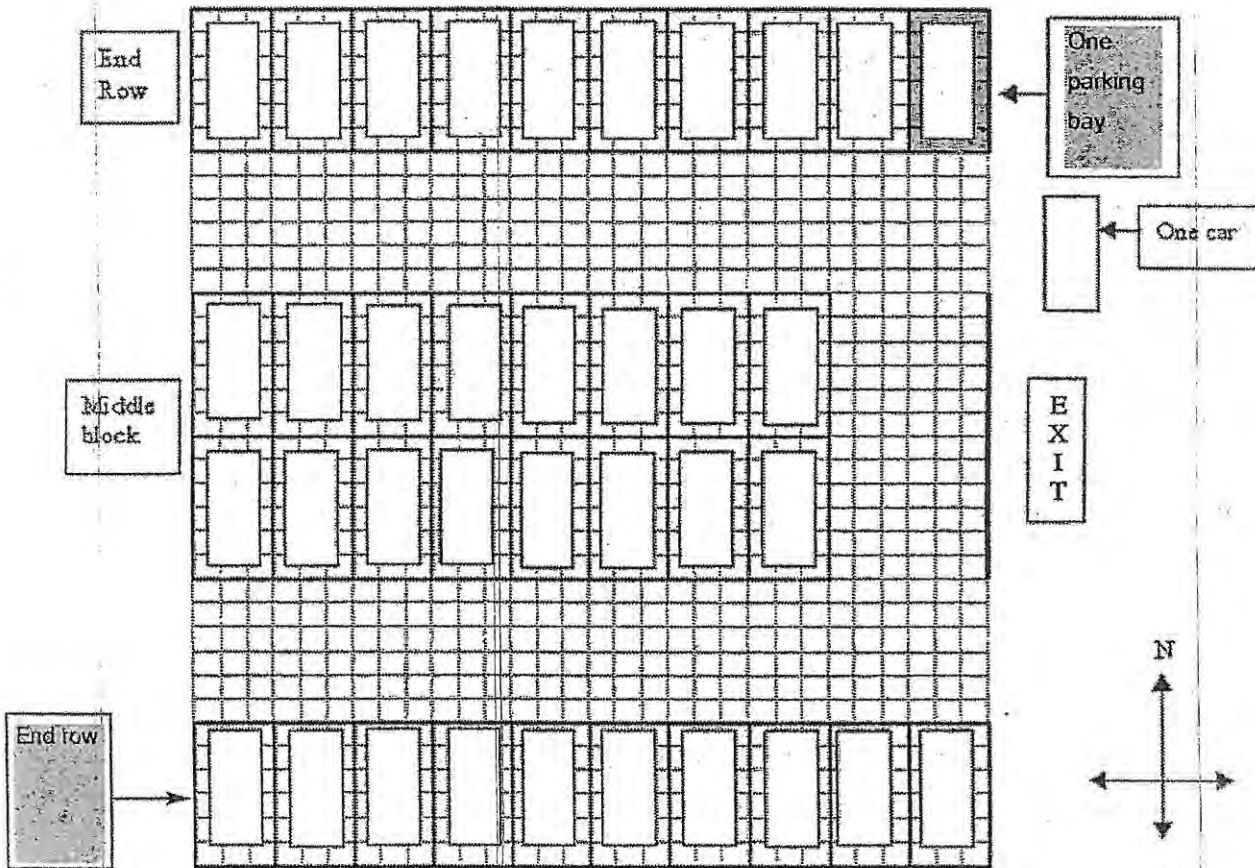 End
Row
One
parking
bay
One car
Middle
block
E
X
I
T
N
End row